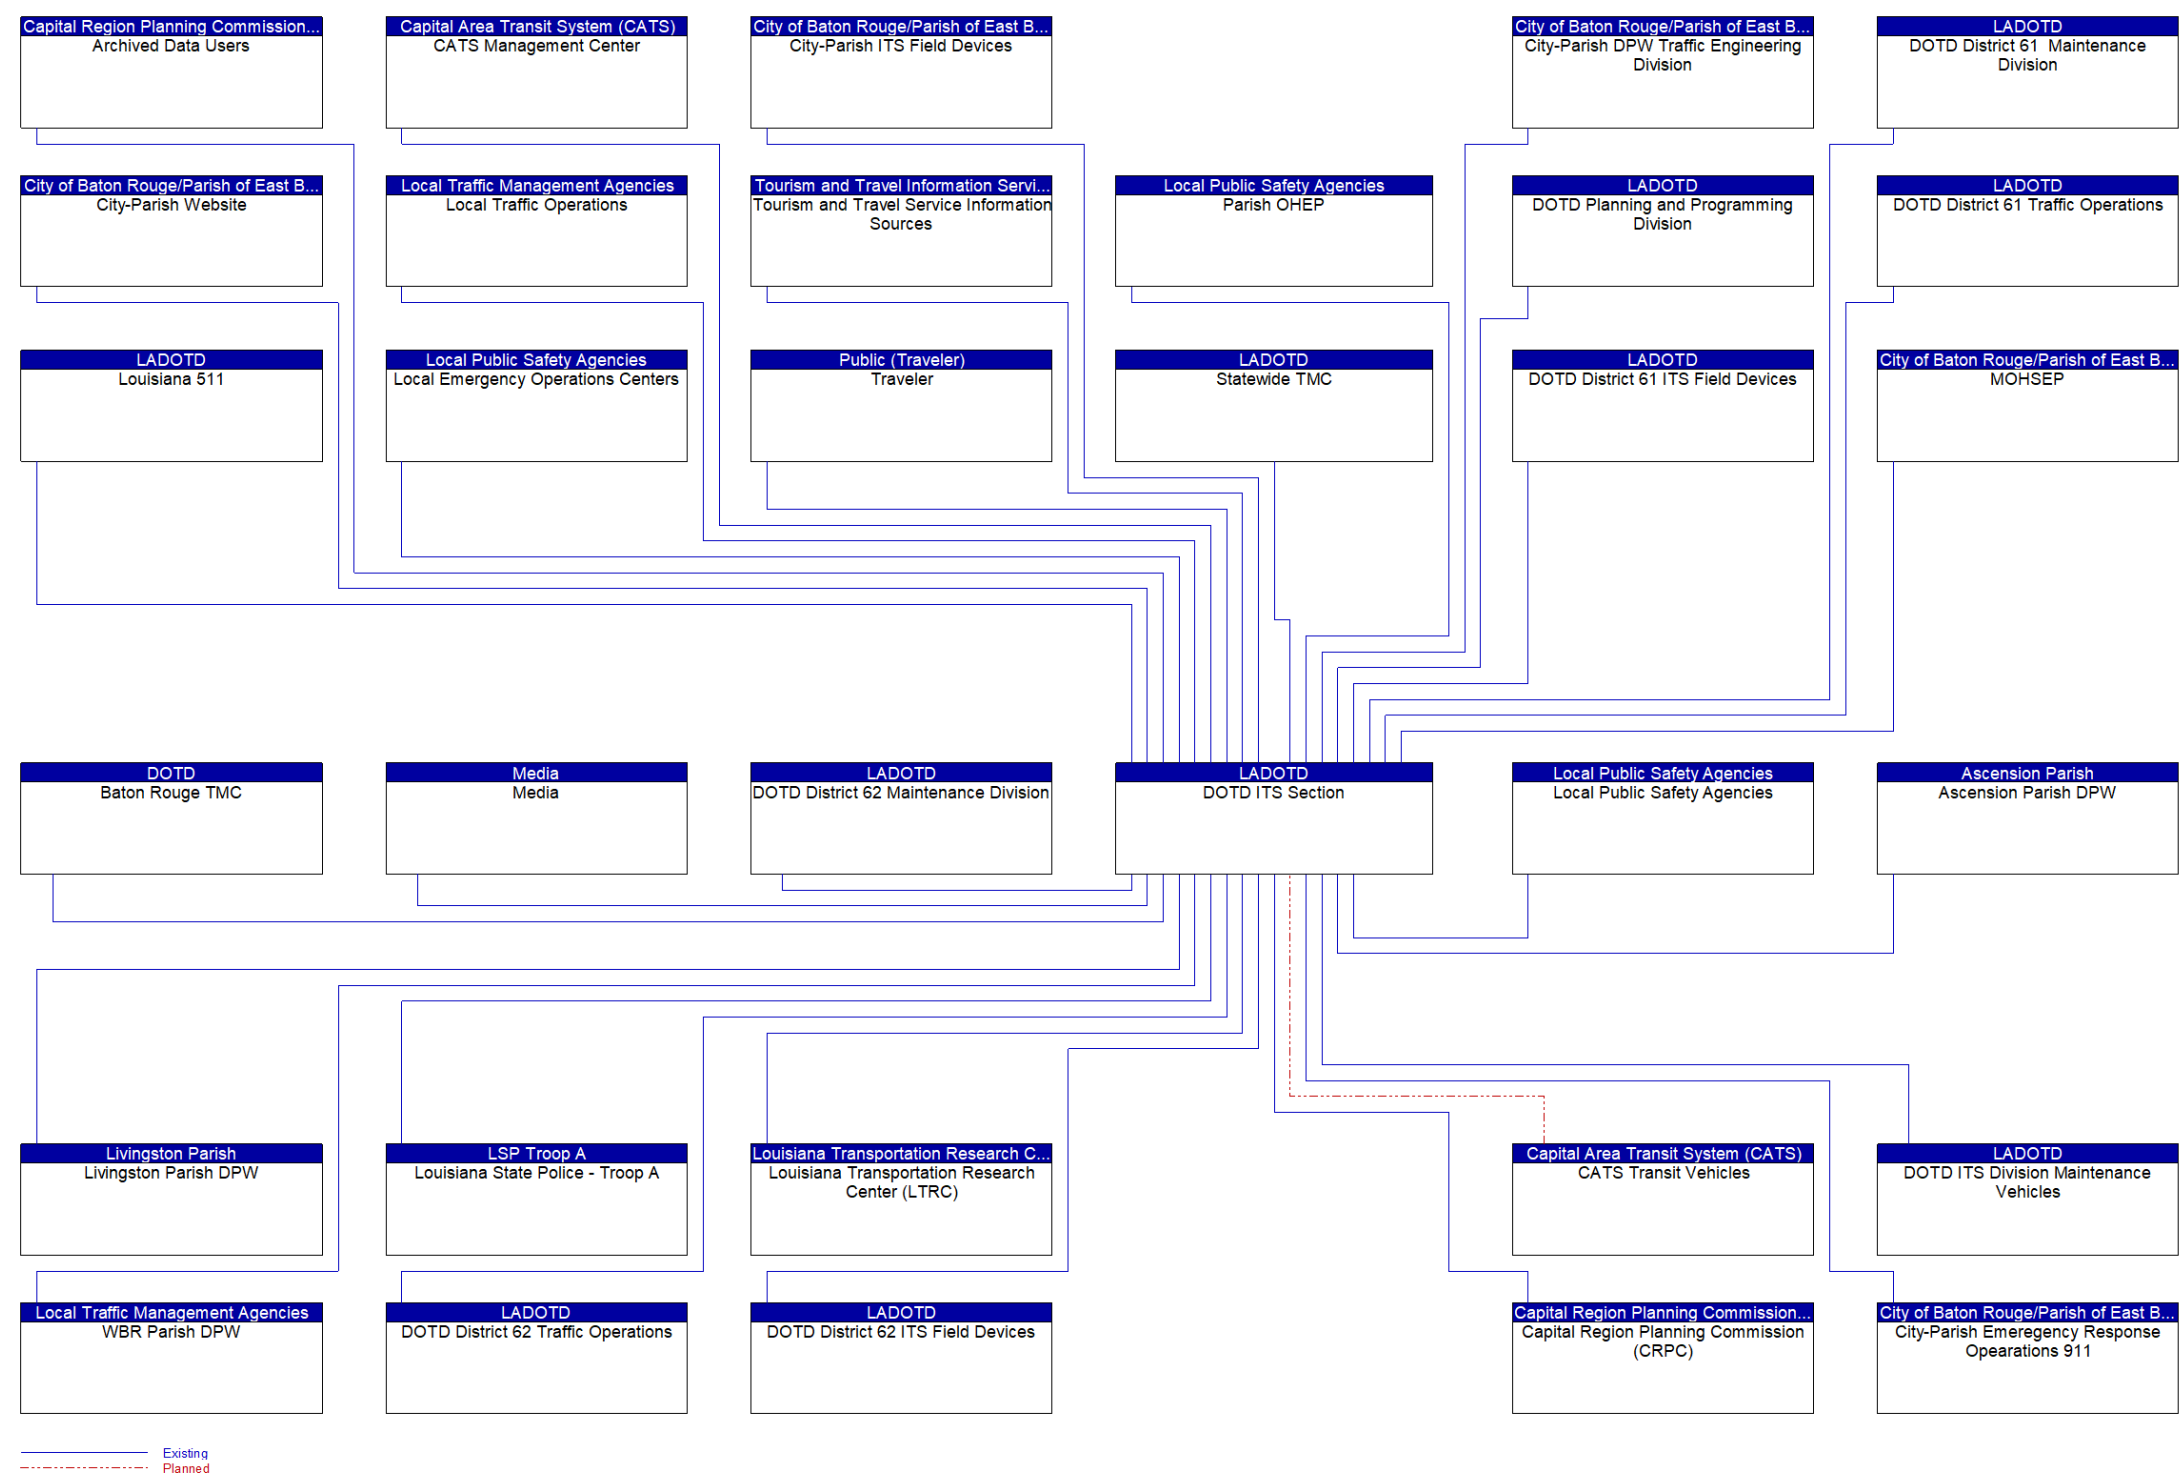 Capital Region Planning Commission...
Archived Data Users
Capital Area Transit System (CATS)
CATS Management Center
City of Baton Rouge/Parish of East B...
City-Parish ITS Field Devices
City of Baton Rouge/Parish of East B...
City-Parish DPW Traffic Engineering
Division
LADOTD
DOTD District 61  Maintenance
Division
City of Baton Rouge/Parish of East B...
City-Parish Website
Local Traffic Management Agencies
Local Traffic Operations
Tourism and Travel Information Servi...
Tourism and Travel Service Information
Sources
Local Public Safety Agencies
Parish OHEP
LADOTD
DOTD Planning and Programming
Division
LADOTD
DOTD District 61 Traffic Operations
LADOTD
Louisiana 511
Local Public Safety Agencies
Local Emergency Operations Centers
Public (Traveler)
Traveler
LADOTD
Statewide TMC
LADOTD
DOTD District 61 ITS Field Devices
City of Baton Rouge/Parish of East B...
MOHSEP
DOTD
Baton Rouge TMC
Media
Media
LADOTD
DOTD District 62 Maintenance Division
LADOTD
DOTD ITS Section
Local Public Safety Agencies
Local Public Safety Agencies
Ascension Parish
Ascension Parish DPW
Livingston Parish
Livingston Parish DPW
LSP Troop A
Louisiana State Police - Troop A
Louisiana Transportation Research C...
Louisiana Transportation Research
Center (LTRC)
Capital Area Transit System (CATS)
CATS Transit Vehicles
LADOTD
DOTD ITS Division Maintenance
Vehicles
Local Traffic Management Agencies
WBR Parish DPW
LADOTD
DOTD District 62 Traffic Operations
LADOTD
DOTD District 62 ITS Field Devices
Capital Region Planning Commission...
Capital Region Planning Commission
(CRPC)
City of Baton Rouge/Parish of East B...
City-Parish Emeregency Response
Opearations 911
Existing
Planned